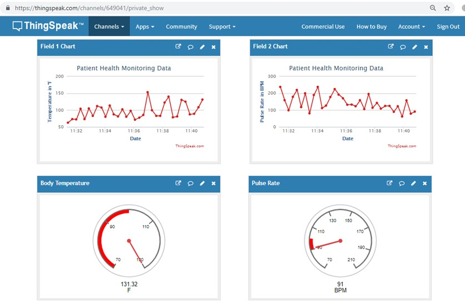 https://thingspeak.com/channels/649041/private_show
ThingSpeak™ Channels Apps Community Support Commercial Use How to Buy Account Sign Out
Field 1 Chart
Field 2 Chart
Patient Health Monitoring Data
Patient Health Monitoring Data
Temperature in °F
200
150
100
50
11:32 11:34 11:36 11:38 11:40
Date
ThingSpeak.com
Pulse Rate in BPM
300
200
100
0
11:32 11:34 11:36 11:38 11:40
Date
ThingSpeak.com
Body Temperature
Pulse Rate
90 110
70
131.32
F
130 150
110 170
90 190
70 210
91
BPM